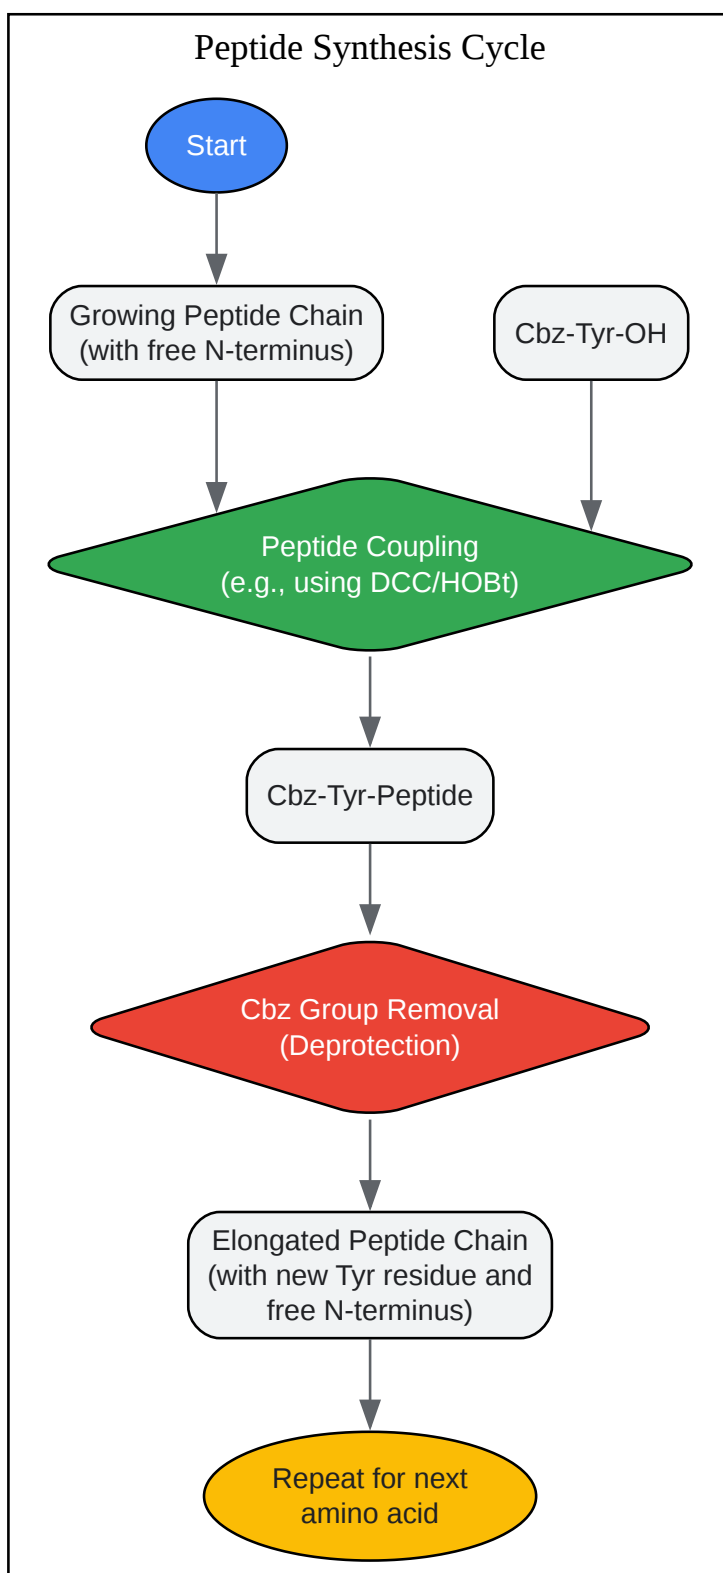 Peptide Synthesis Cycle
Start
Growing Peptide Chain
(with free N-terminus)
Cbz-Tyr-OH
Peptide Coupling
(e.g., using DCC/HOBt)
Cbz-Tyr-Peptide
Cbz Group Removal
(Deprotection)
Elongated Peptide Chain
(with new Tyr residue and
free N-terminus)
Repeat for next
amino acid